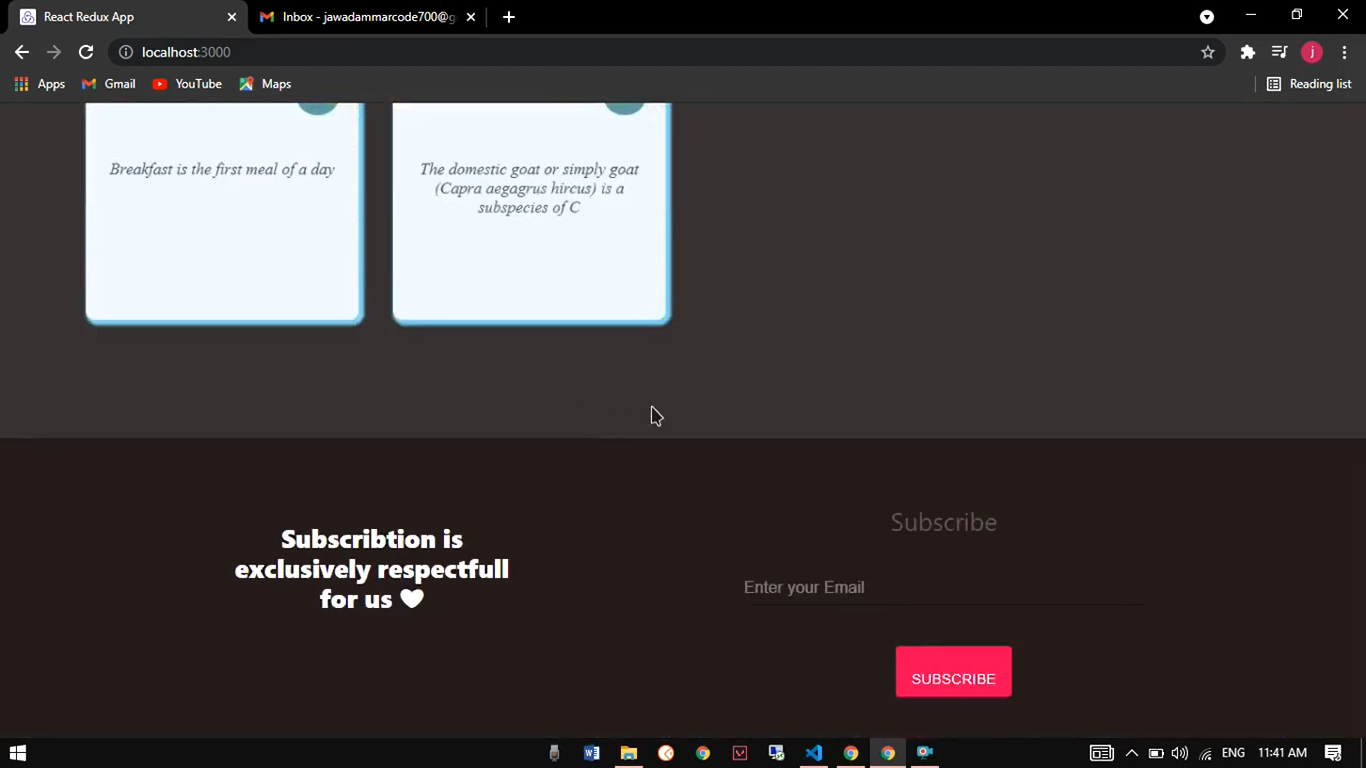 React Redux App
Inbox - jawadammarcode700@g
localhost:3000
j
Apps
Gmail
YouTube
Maps
Reading list
Breakfast is the first meal of a day
The domestic goat or simply goat
(Capra aegagrus hircus) is a
subspecies of C
Subscribtion is
exclusively respectfull
for us
Subscribe
Enter your Email
SUBSCRIBE
ENG
11:41 AM